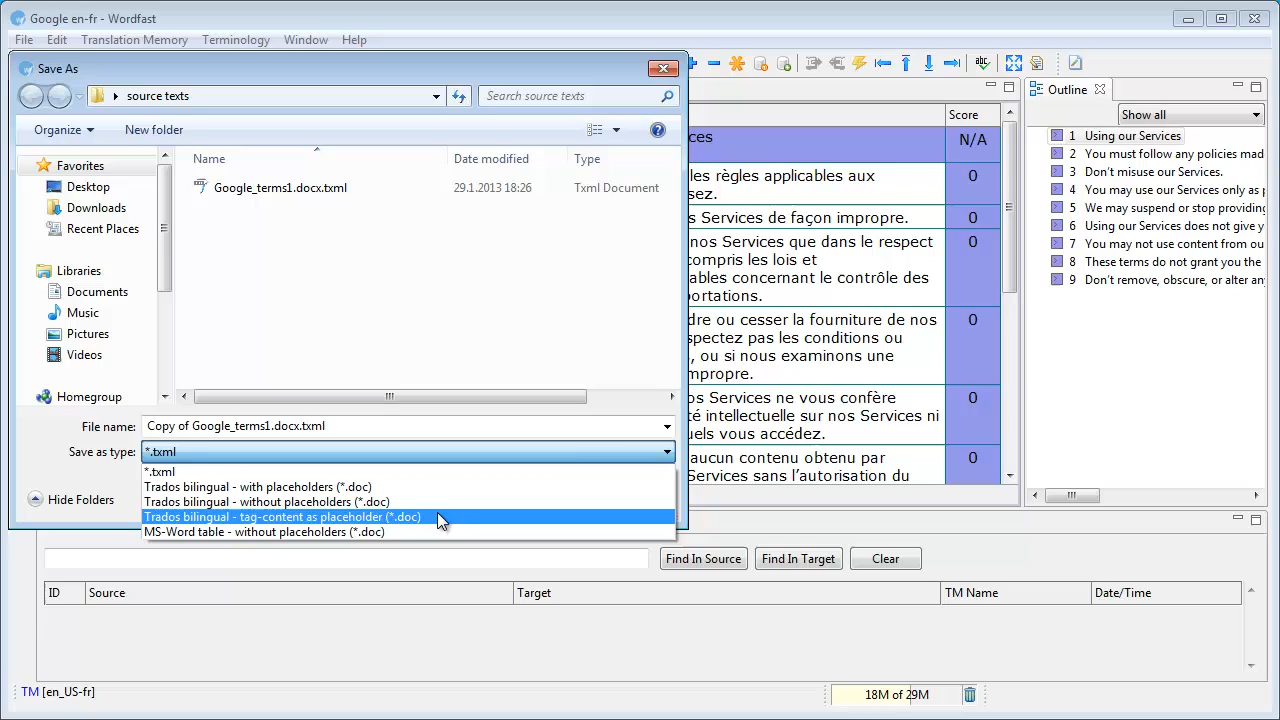 Google en-fr - Wordfast
File Edit Translation Memory Terminology Window Help
Save As
source texts
Search source texts
Organize
New folder
Name Date modified Type
Favorites
Desktop
Downloads
Recent Places
Libraries
Documents
Music
Pictures
Videos
Homegroup
Google_terms1.docx.txml 29.1.2013 18:26 Txml Document
File name: Copy of Google_terms1.docx.txml
Save as type: *.txml
*.txml
Trados bilingual - with placeholders (*.doc)
Trados bilingual - without placeholders (*.doc)
Trados bilingual - tag-content as placeholder (*.doc)
MS-Word table - without placeholders (*.doc)
Hide Folders
Score
ces N/A
les règles applicables aux 0
sez.
s Services de façon impropre. 0
nos Services que dans le respect 0
compris les lois et
ables concernant le contrôle des
portations.
dre ou cesser la fourniture de nos 0
spectez pas les conditions ou
, ou si nous examinons une
mpropre.
os Services ne vous confère 0
té intellectuelle sur nos Services ni
uels vous accédez.
aucun contenu obtenu par 0
Services sans l'autorisation du
Outline
Show all
1 Using our Services
2 You must follow any policies mad
3 Don't misuse our Services.
4 You may use our Services only as p
5 We may suspend or stop providing
6 Using our Services does not give y
7 You may not use content from ou
8 These terms do not grant you the
9 Don't remove, obscure, or alter an
Find In Source Find In Target Clear
ID Source Target TM Name Date/Time
TM [en_US-fr]
18M of 29M